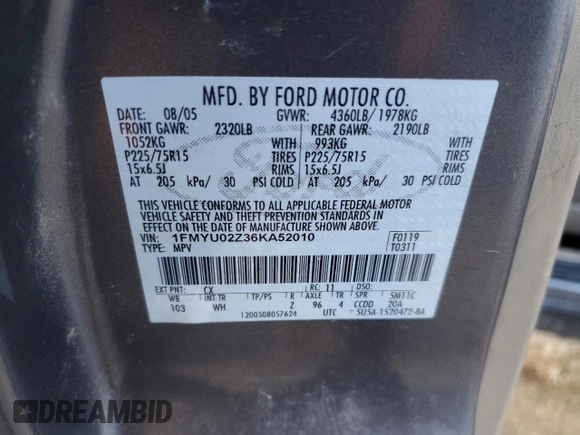 MFD. BY FORD MOTOR CO.
DATE: 08/05 GVWR: 4360LB/ 1978KG
FRONT GAWR: 2320LB REAR GAWR: 2190LB
1052KG WITH 993KG WITH
P225/75R15 TIRES P225/75R15 TIRES
15x6.5J RIMS 15x6.5J RIMS
AT 205 kPa/ 30 PSI COLD AT 205 kPa/ 30 PSI COLD
THIS VEHICLE CONFORMS TO ALL APPLICABLE FEDERAL MOTOR
VEHICLE SAFETY AND THEFT PREVENTION STANDARDS IN
EFFECT ON THE DATE OF MANUFACTURE SHOWN ABOVE.
VIN: 1FMYU02Z36KA52010 F0119
TYPE: MPV T0311
EXT PNT: CX RC: 11 DSO:
WB INT TR TP/PS R AXLE TR SPR 5M11C
103 WH Z 96 4 CCDD 20A
1200508057624 UTC 5U5A-1520472-BA
DREAMBID